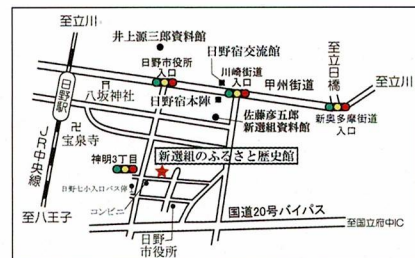 至立川
井上源三郎資料館
日野宿交流館
至立日橋
至立川
日野市役所
入口
川崎街道
入口
甲州街道
日野駅
八坂神社
日野宿本陣
佐藤彦五郎
新選組資料館
新奥多摩街道
入口
宝泉寺
神明3丁目
新選組のふるさと歴史館
JR中央線
日野七小入口バス停
コンビニ
国道20号バイパス
至八王子
日野
市役所
至国立府中IC